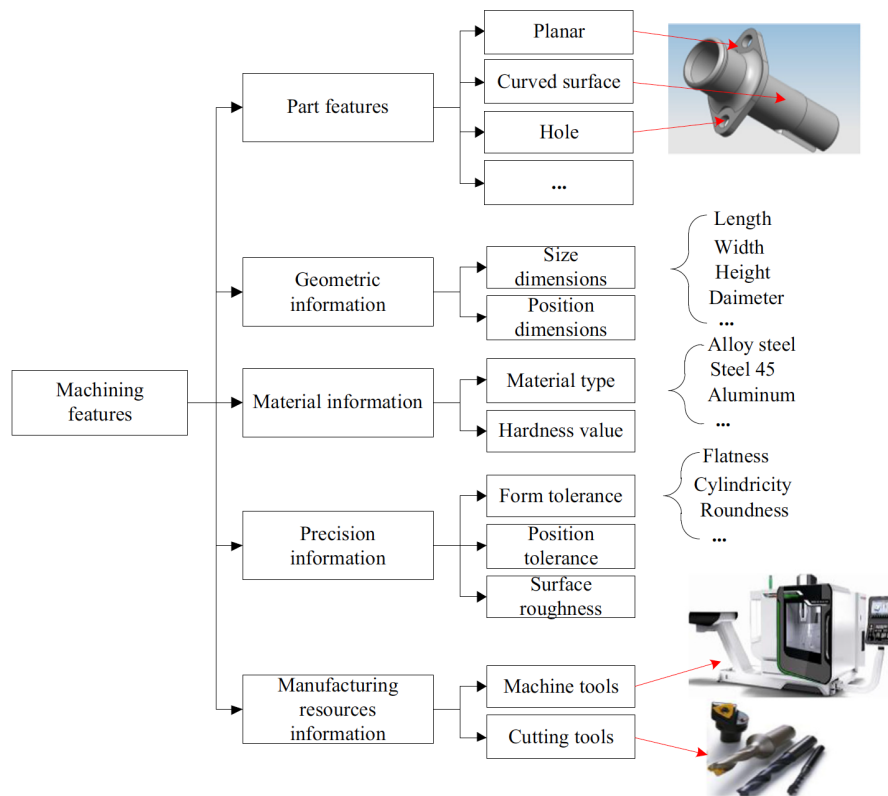 Planar
Curved surface
Part features
Hole
...
Length
Width
Size
dimensions
Height
Geometric
information
Daimeter
Position
dimensions
...
Alloy steel
Steel 45
Machining
features
Material type
Aluminum
Material information
...
Hardness value
Flatness
Cylindricity
Form tolerance
Roundness
Precision
information
Position
tolerance
...
Surface
roughness
Machine tools
Manufacturing
resources
information
Cutting tools